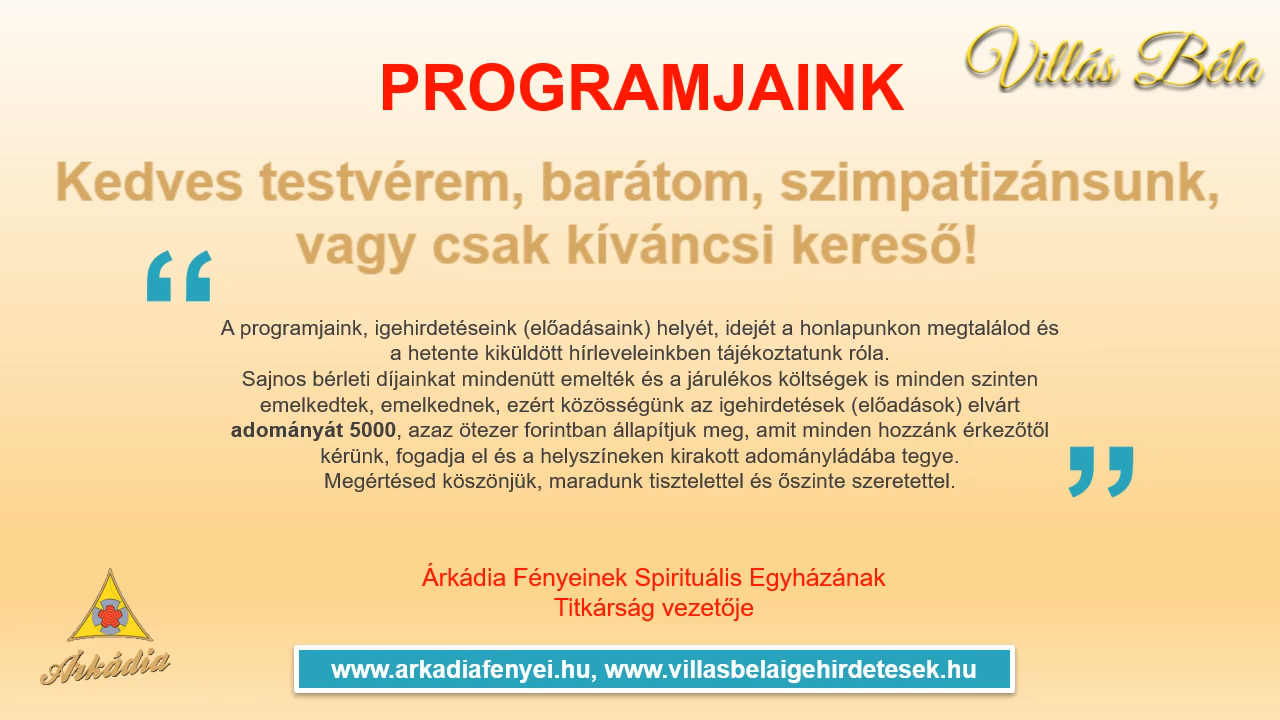 Villás Béla
PROGRAMJAINK
Kedves testvérem, barátom, szimpatizánsunk,
vagy csak kíváncsi kereső!
“
A programjaink, igehirdetéseink (előadásaink) helyét, idejét a honlapunkon megtalálod és
a hetente kiküldött hírleveleinkben tájékoztatunk róla.
Sajnos bérleti díjainkat mindenütt emelték és a járulékos költségek is minden szinten
emelkedtek, emelkednek, ezért közösségünk az igehirdetések (előadások) elvárt
adományát 5000, azaz ötezer forintban állapítjuk meg, amit minden hozzánk érkezőtől
kérünk, fogadja el és a helyszíneken kirakott adományládába tegye.
Megértésed köszönjük, maradunk tisztelettel és őszinte szeretettel.
”
Árkádia Fényeinek Spirituális Egyházának
Titkárság vezetője
Árkádia
www.arkadiafenyei.hu, www.villasbelaigehirdetesek.hu